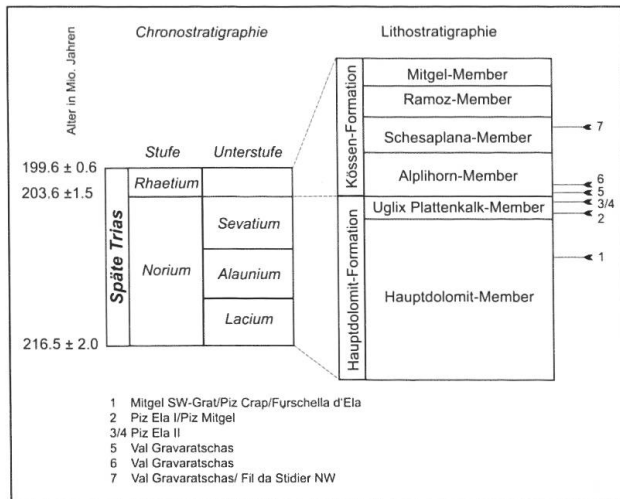 Chronostratigraphie
Lithostratigraphie
Alter in Mio. Jahren
Stufe
Unterstufe
199.6 ± 0.6
203.6 ±1.5
216.5 ± 2.0
Späte Trias
Rhaetium
Norium
Sevatium
Alaunium
Lacium
Kössen-Formation
Mitgel-Member
Ramoz-Member
Schesaplana-Member
Alplihorn-Member
Hauptdolomit-Formation
Uglix Plattenkalk-Member
Hauptdolomit-Member
7
6
5
3/4
2
1
1 Mitgel SW-Grat/Piz Crap/Furschella d'Ela
2 Piz Ela I/Piz Mitgel
3/4 Piz Ela II
5 Val Gravaratschas
6 Val Gravaratschas
7 Val Gravaratschas/ Fil da Stidier NW